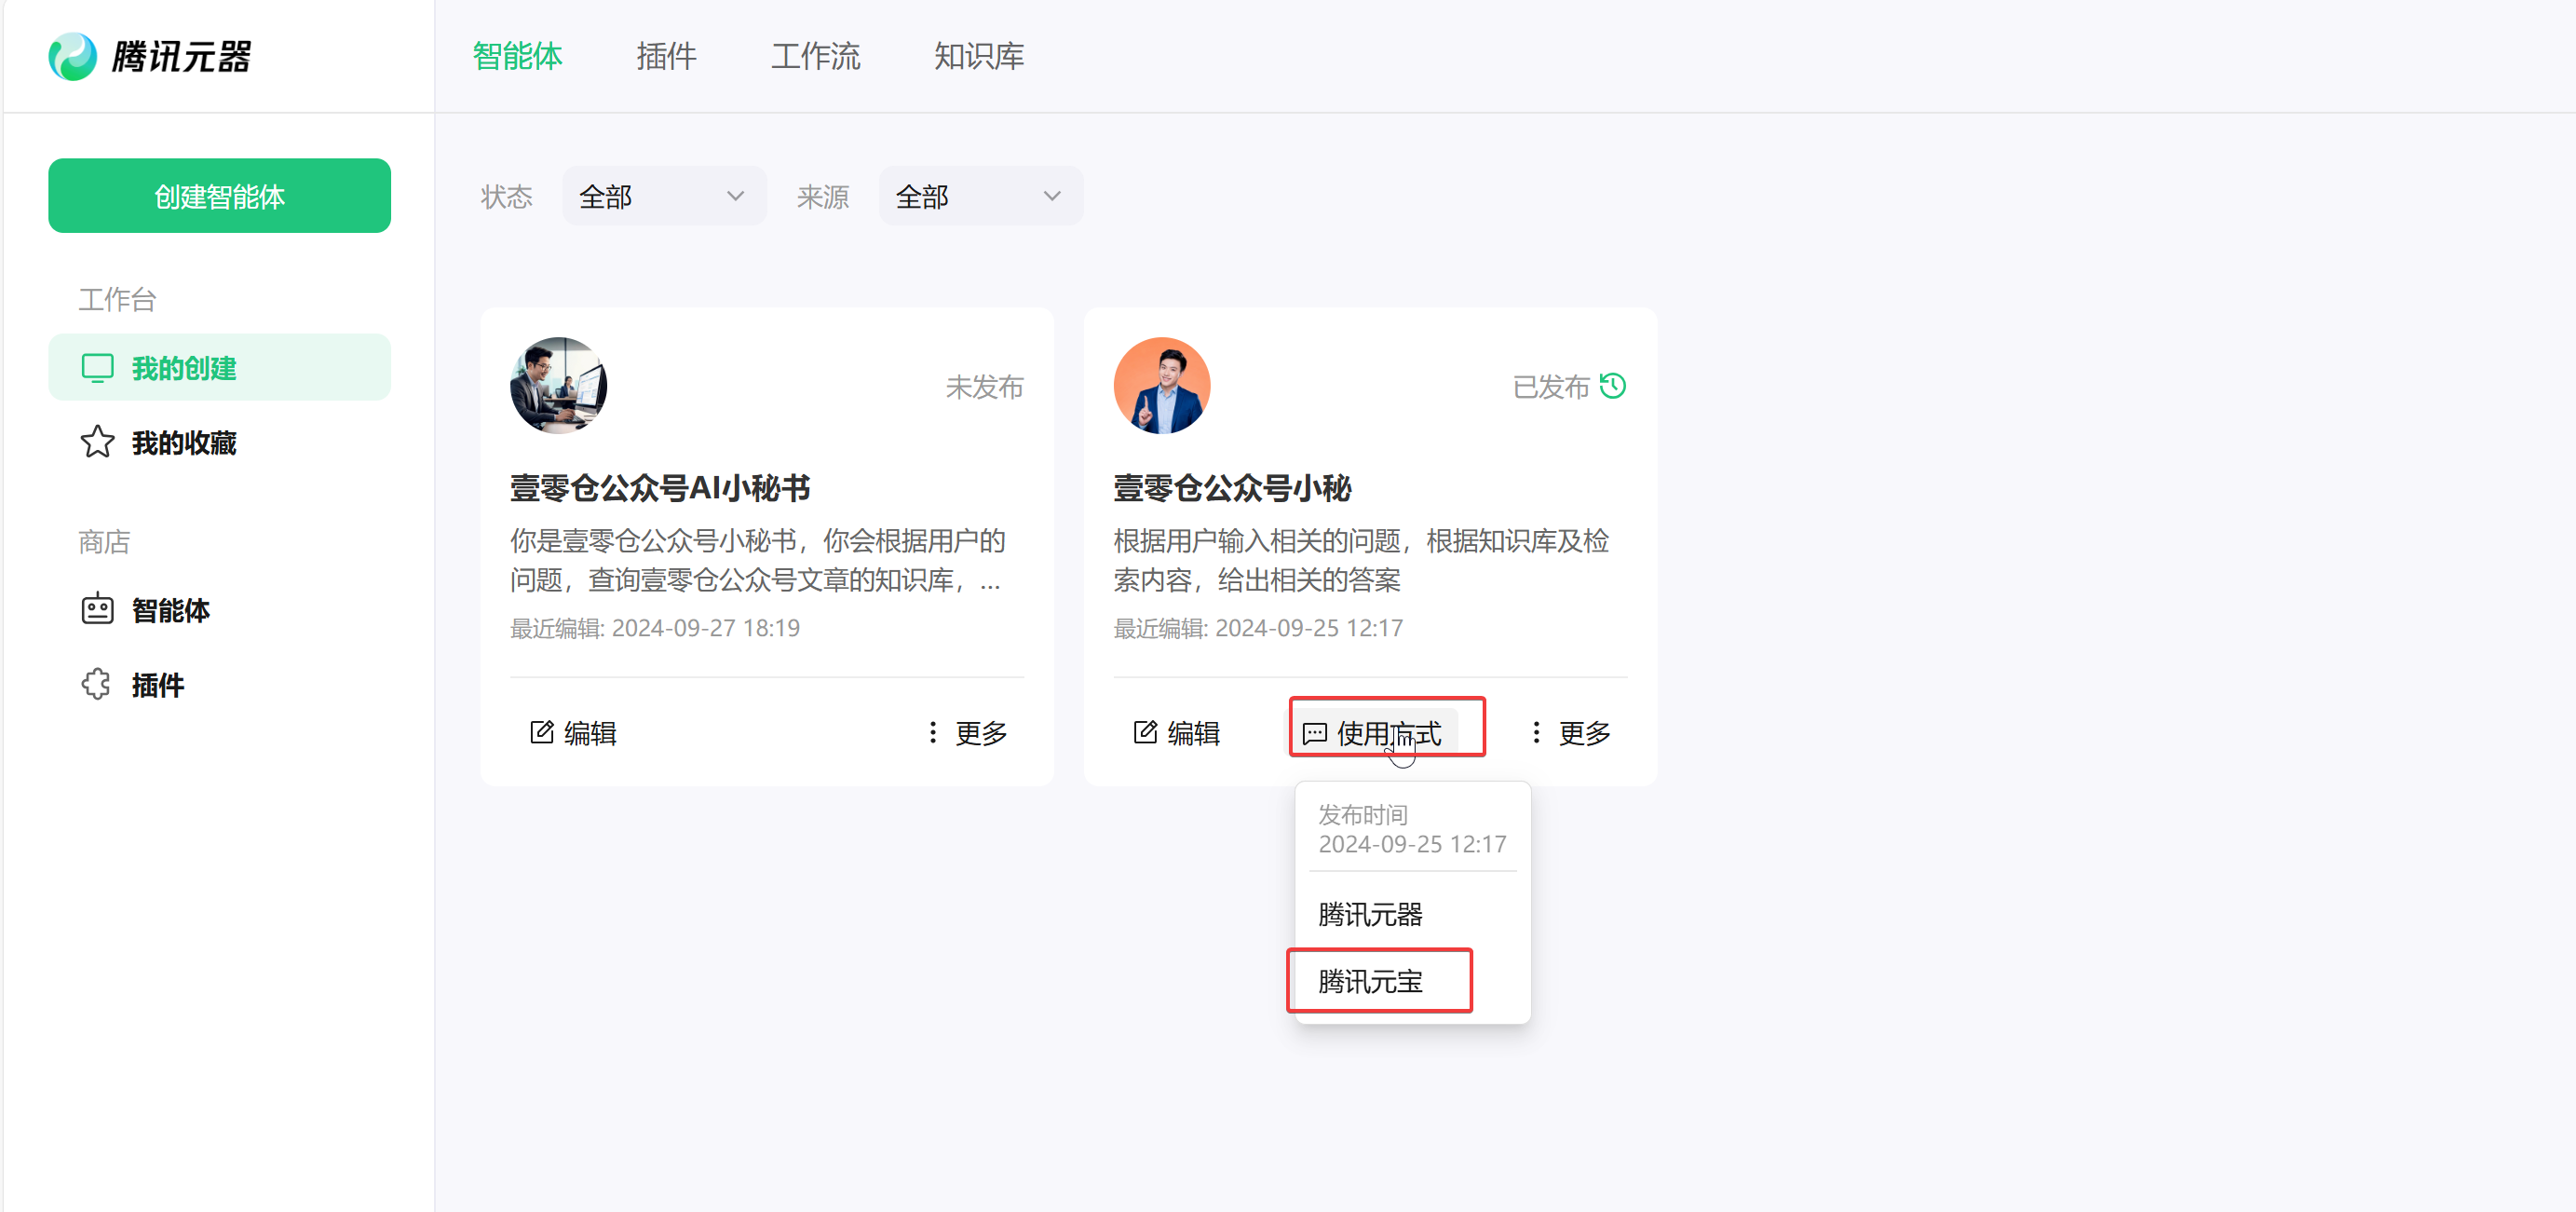 腾讯元器
智能体 插件 工作流 知识库
创建智能体
工作台
我的创建
我的收藏
商店
智能体
插件
状态 全部 来源 全部
未发布
壹零仓公众号AI小秘书
你是壹零仓公众号小秘书，你会根据用户的
问题，查询壹零仓公众号文章的知识库，...
最近编辑: 2024-09-27 18:19
编辑 更多
已发布
壹零仓公众号小秘
根据用户输入相关的问题，根据知识库及检
索内容，给出相关的答案
最近编辑: 2024-09-25 12:17
编辑 使用方式 更多
发布时间
2024-09-25 12:17
腾讯元器
腾讯元宝